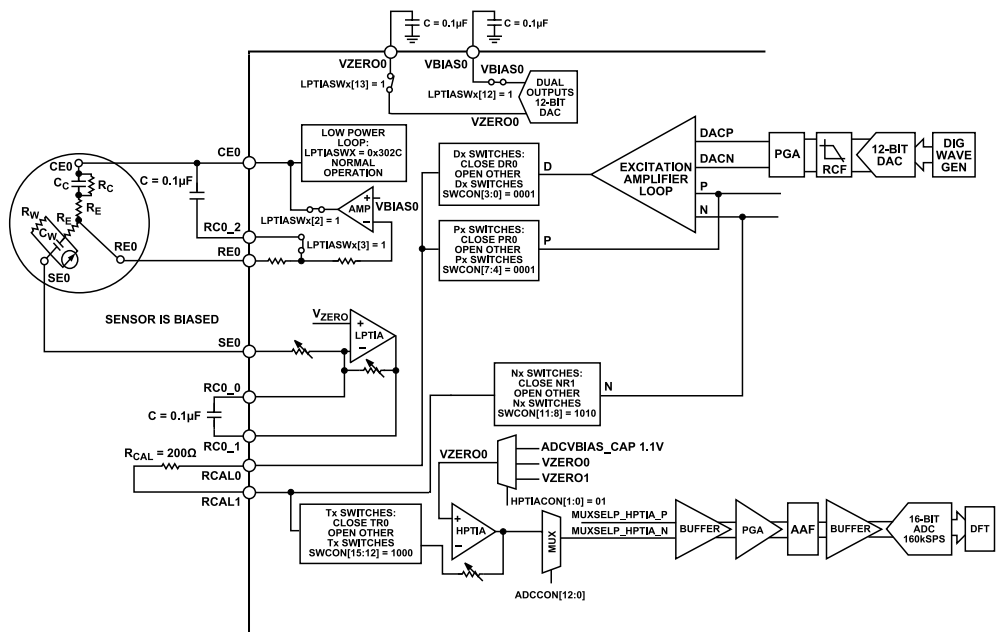 C = 0.1µF
C = 0.1µF
VZERO0
VBIAS0
VBIAS0
LPTIASWx[13] = 1
LPTIASWx[12] = 1
DUAL
OUTPUTS
12-BIT
DAC
VZERO0
LOW POWER
LOOP:
LPTIASWX = 0x302C
NORMAL
OPERATION
CE0
CE0
CC
RC
RE
RW
RE
CW
RE0
SE0
C = 0.1µF
RC0_2
RE0
LPTIASWx[2] = 1
AMP
+
–
VBIAS0
LPTIASWx[3] = 1
Dx SWITCHES:
CLOSE DR0
OPEN OTHER
Dx SWITCHES
SWCON[3:0] = 0001
D
EXCITATION
AMPLIFIER
LOOP
DACP
DACN
P
N
PGA
RCF
12-BIT
DAC
DIG
WAVE
GEN
Px SWITCHES:
CLOSE PR0
OPEN OTHER
Px SWITCHES
SWCON[7:4] = 0001
P
SENSOR IS BIASED
VZERO
+
LPTIA
–
SE0
RC0_0
C = 0.1µF
RC0_1
Nx SWITCHES:
CLOSE NR1
OPEN OTHER
Nx SWITCHES
SWCON[11:8] = 1010
N
RCAL = 200Ω
RCAL0
RCAL1
VZERO0
ADCVBIAS_CAP 1.1V
VZERO0
VZERO1
HPTIACON[1:0] = 01
Tx SWITCHES:
CLOSE TR0
OPEN OTHER
Tx SWITCHES
SWCON[15:12] = 1000
+
HPTIA
–
MUX
MUXSELP_HPTIA_P
MUXSELP_HPTIA_N
ADCCON[12:0]
BUFFER
PGA
AAF
BUFFER
16-BIT
ADC
160kSPS
DFT